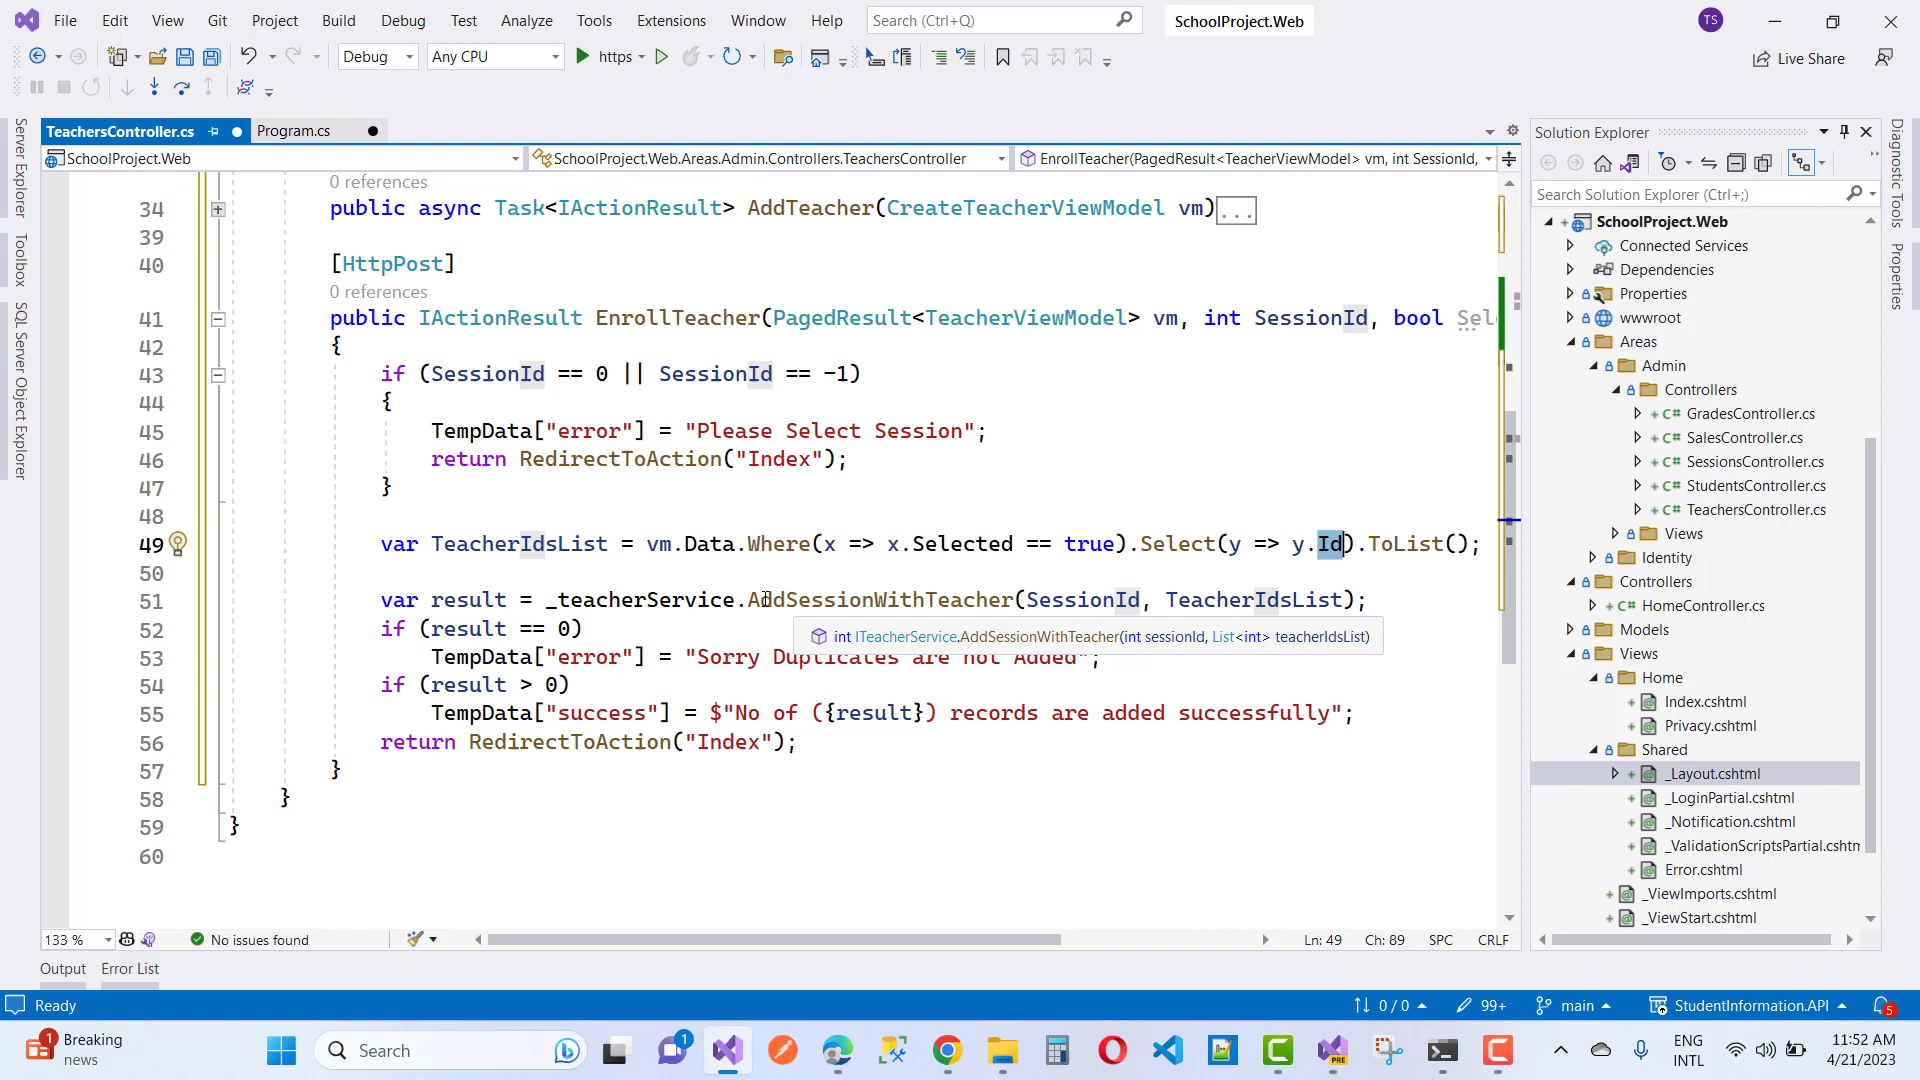 File Edit View Git Project Build Debug Test Analyze Tools Extensions Window Help Search (Ctrl+Q) SchoolProject.Web TS
Debug Any CPU https Live Share
TeachersController.cs Program.cs
SchoolProject.Web SchoolProject.Web.Areas.Admin.Controllers.TeachersController EnrollTeacher(PagedResult<TeacherViewModel> vm, int SessionId,
0 references
34 public async Task<IActionResult> AddTeacher(CreateTeacherViewModel vm)...
39
40 [HttpPost]
0 references
41 public IActionResult EnrollTeacher(PagedResult<TeacherViewModel> vm, int SessionId, bool Sel
42 {
43 if (SessionId == 0 || SessionId == -1)
44 {
45 TempData["error"] = "Please Select Session";
46 return RedirectToAction("Index");
47 }
48
49 var TeacherIdsList = vm.Data.Where(x => x.Selected == true).Select(y => y.Id).ToList();
50
51 var result = _teacherService.AddSessionWithTeacher(SessionId, TeacherIdsList);
int ITeacherService.AddSessionWithTeacher(int sessionId, List<int> teacherIdsList)
52 if (result == 0)
53 TempData["error"] = "Sorry Duplicates are not Added";
54 if (result > 0)
55 TempData["success"] = $"No of ({result}) records are added successfully";
56 return RedirectToAction("Index");
57 }
58 }
59 }
60
133 % No issues found Ln: 49 Ch: 89 SPC CRLF
Output Error List
Server Explorer
Toolbox
SQL Server Object Explorer
Solution Explorer
Search Solution Explorer (Ctrl+;)
SchoolProject.Web
Connected Services
Dependencies
Properties
wwwroot
Areas
Admin
Controllers
C# GradesController.cs
C# SalesController.cs
C# SessionsController.cs
C# StudentsController.cs
C# TeachersController.cs
Views
Identity
Controllers
C# HomeController.cs
Models
Views
Home
Index.cshtml
Privacy.cshtml
Shared
_Layout.cshtml
_LoginPartial.cshtml
_Notification.cshtml
_ValidationScriptsPartial.cshtm
Error.cshtml
_ViewImports.cshtml
_ViewStart.cshtml
Diagnostic Tools
Properties
Ready 0 / 0 99+ main StudentInformation.API 5
1 Breaking news Search 1 PRE ENG INTL 11:52 AM 4/21/2023